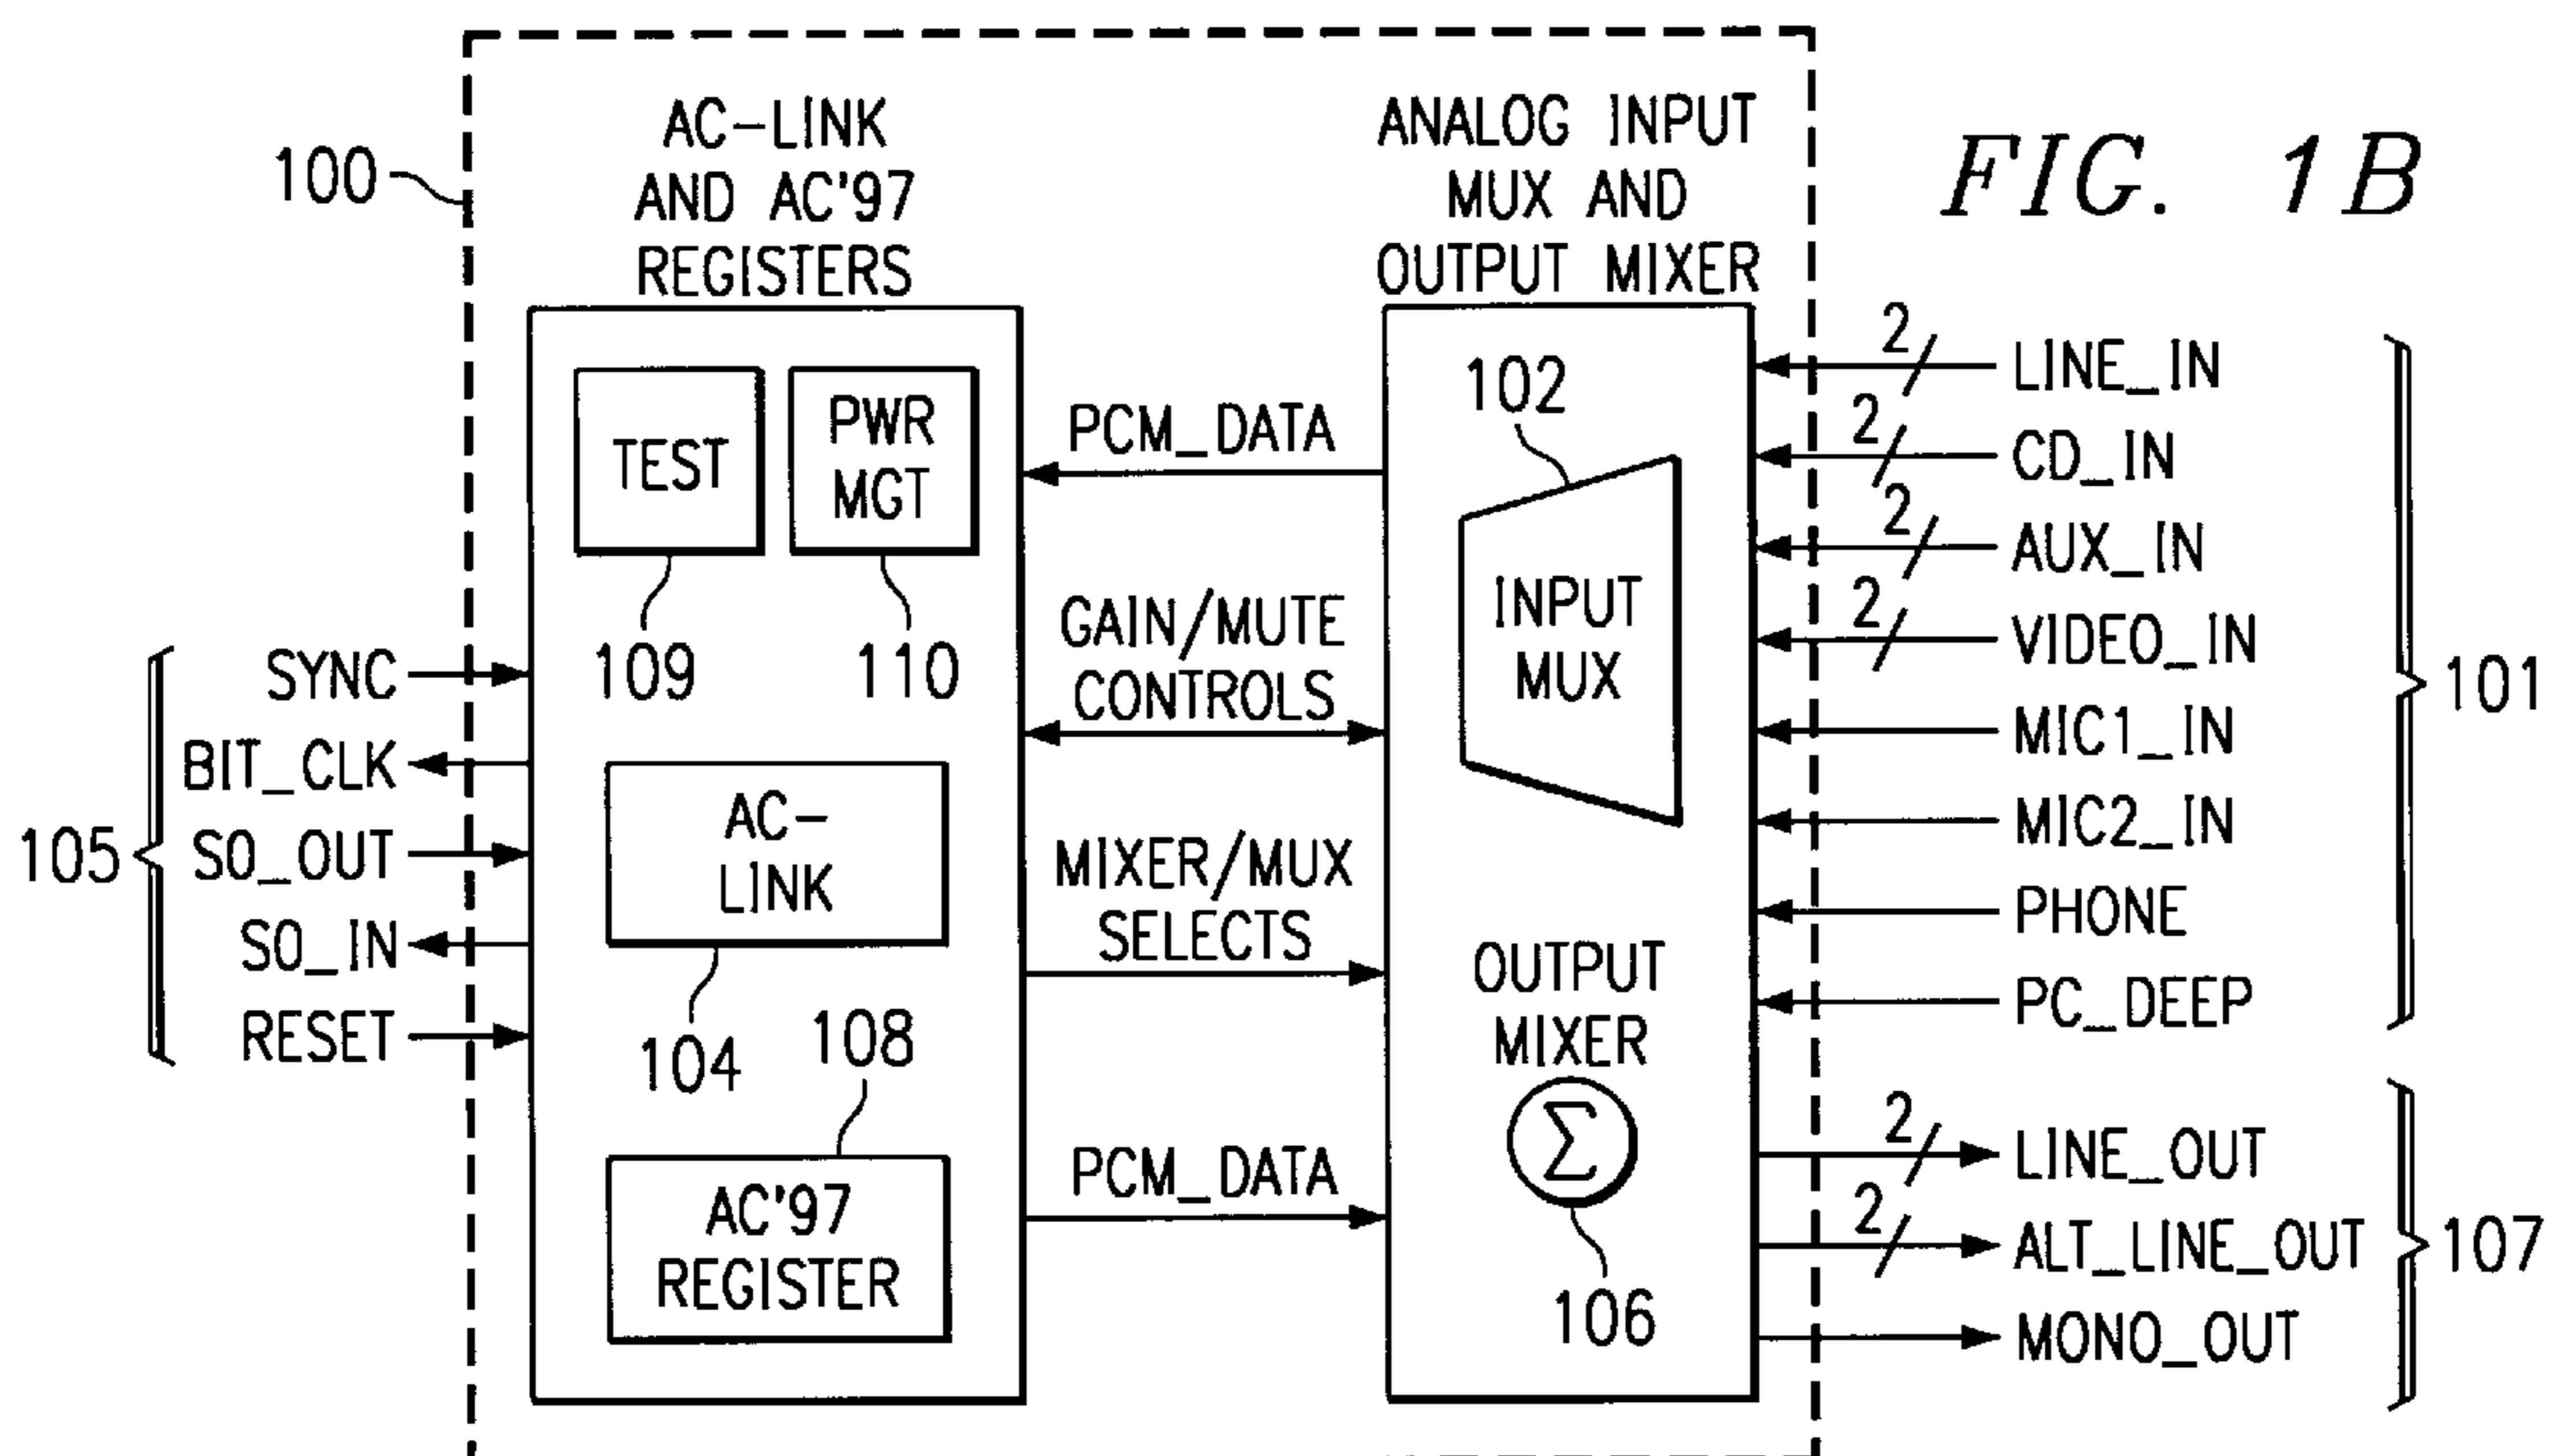 FIG. 1B
100
AC-LINK
AND AC'97
REGISTERS
ANALOG INPUT
MUX AND
OUTPUT MIXER
TEST
PWR
MGT
109
110
AC-
LINK
104
108
AC'97
REGISTER
105
SYNC
BIT_CLK
S0_OUT
S0_IN
RESET
PCM_DATA
GAIN/MUTE
CONTROLS
MIXER/MUX
SELECTS
PCM_DATA
102
INPUT
MUX
OUTPUT
MIXER
Σ
106
2 LINE_IN
2 CD_IN
2 AUX_IN
2 VIDEO_IN
MIC1_IN
MIC2_IN
PHONE
PC_DEEP
101
2 LINE_OUT
2 ALT_LINE_OUT
MONO_OUT
107